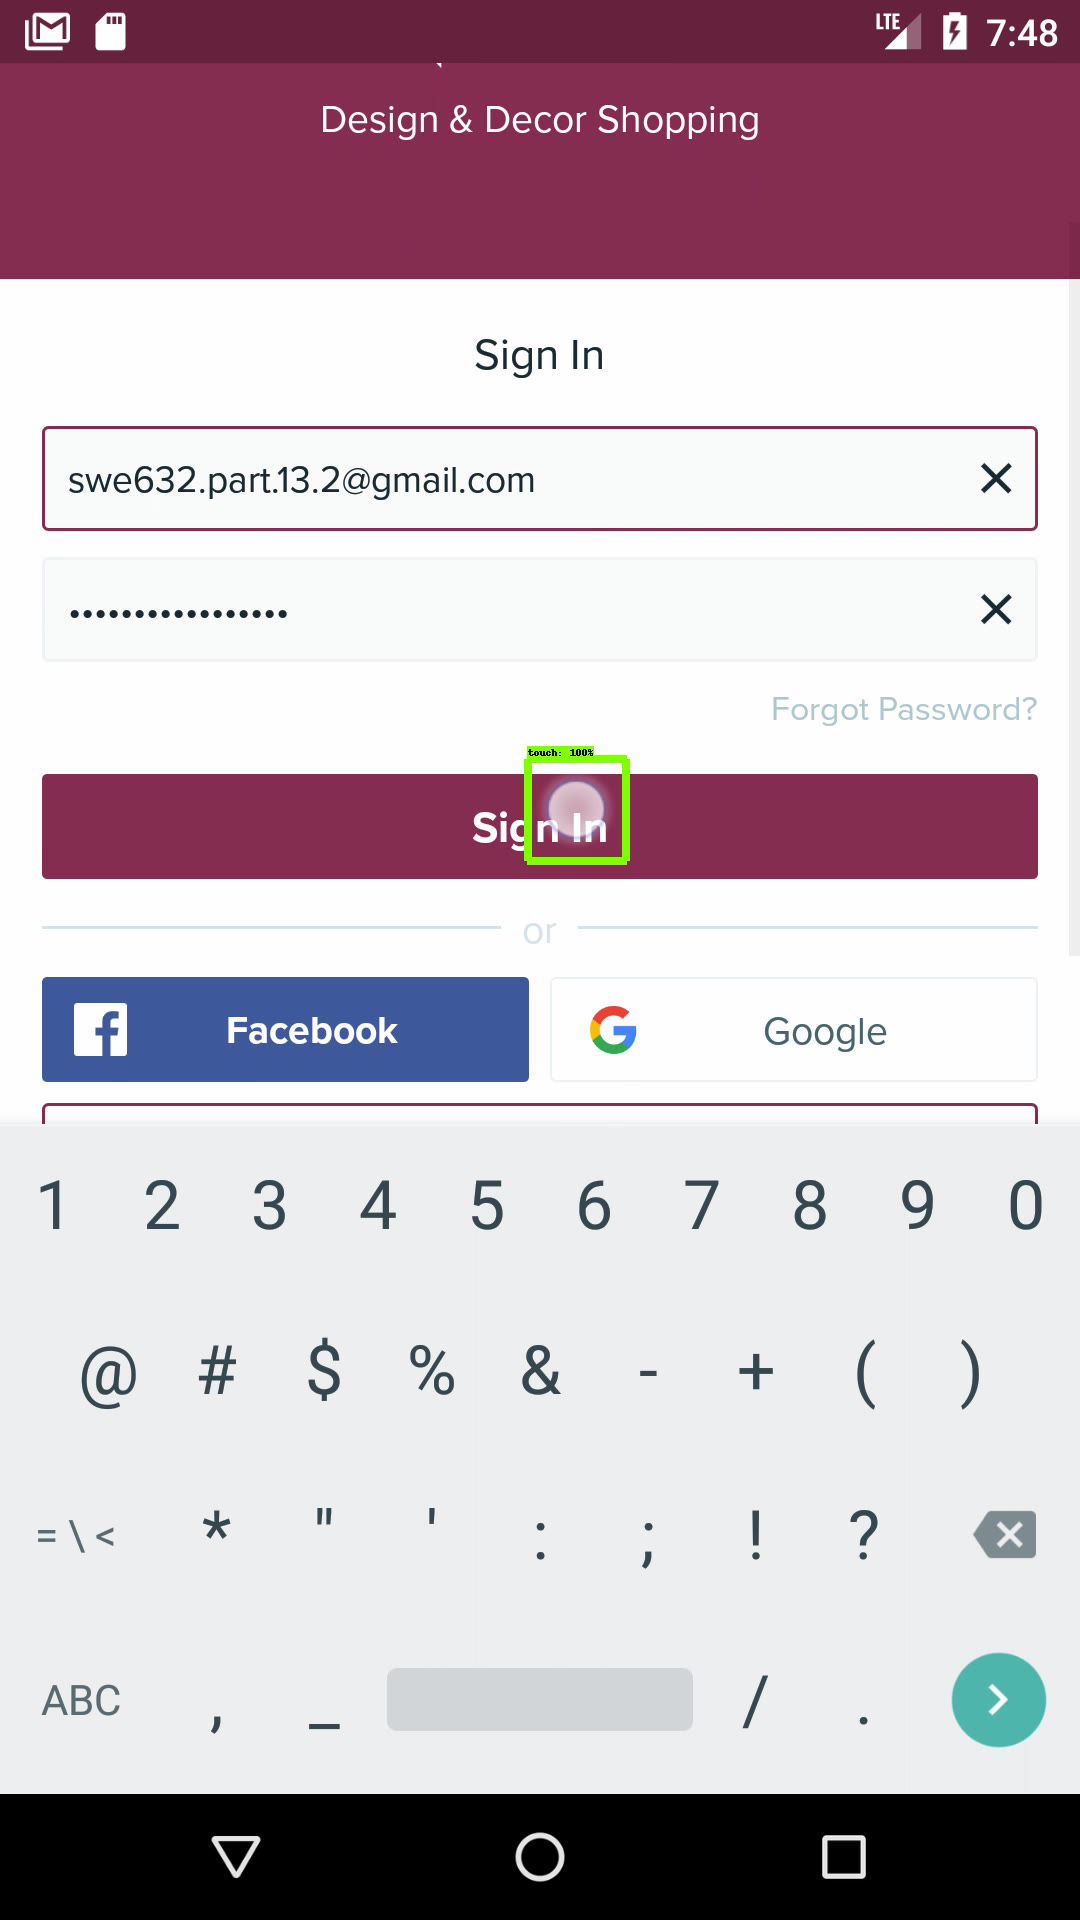 LTE 7:48
Design & Decor Shopping
Sign In
swe632.part.13.2@gmail.com
•••••••••••••••••
Forgot Password?
touch: 100%
Sign In
or
Facebook
Google
1 2 3 4 5 6 7 8 9 0
@ # $ % & - + ( )
= \ < * " ' : ; ! ?
ABC , _ / .